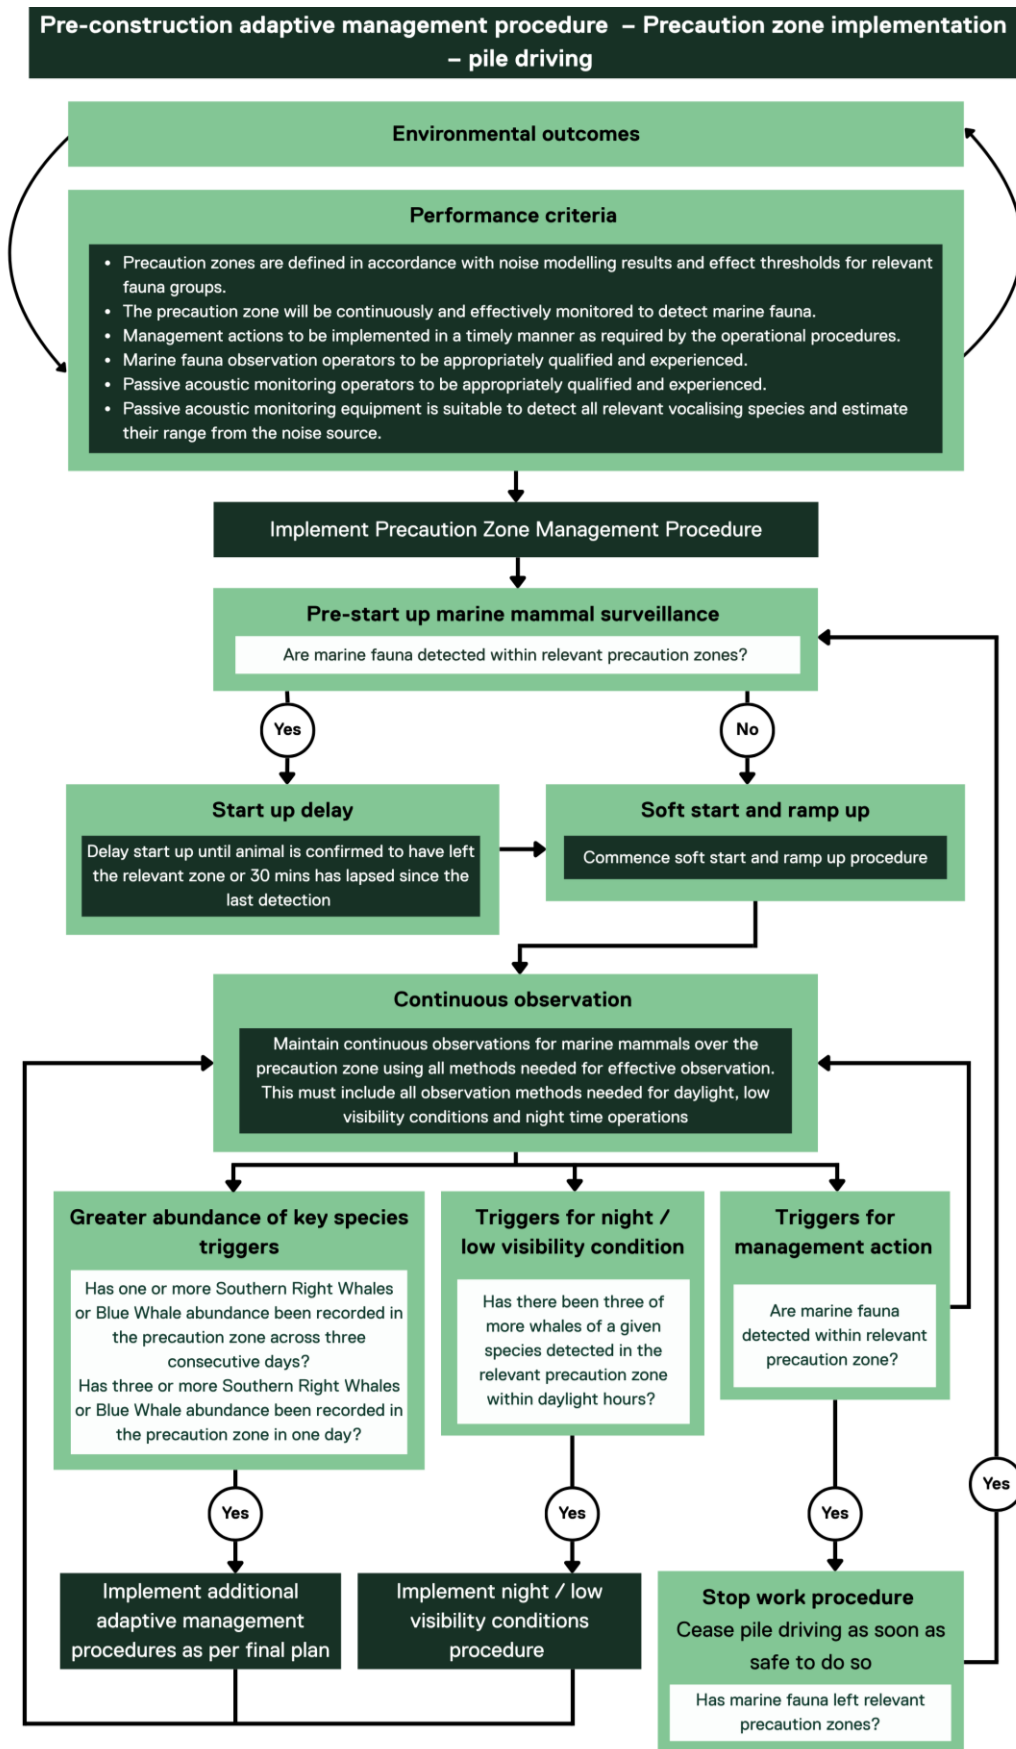 Pre-construction adaptive management procedure – Precaution zone implementation
– pile driving
Environmental outcomes
Performance criteria
• Precaution zones are defined in accordance with noise modelling results and effect thresholds for relevant
fauna groups.
• The precaution zone will be continuously and effectively monitored to detect marine fauna.
• Management actions to be implemented in a timely manner as required by the operational procedures.
• Marine fauna observation operators to be appropriately qualified and experienced.
• Passive acoustic monitoring operators to be appropriately qualified and experienced.
• Passive acoustic monitoring equipment is suitable to detect all relevant vocalising species and estimate
their range from the noise source.
Implement Precaution Zone Management Procedure
Pre-start up marine mammal surveillance
Are marine fauna detected within relevant precaution zones?
Yes
No
Start up delay
Delay start up until animal is confirmed to have left
the relevant zone or 30 mins has lapsed since the
last detection
Soft start and ramp up
Commence soft start and ramp up procedure
Continuous observation
Maintain continuous observations for marine mammals over the
precaution zone using all methods needed for effective observation.
This must include all observation methods needed for daylight, low
visibility conditions and night time operations
Greater abundance of key species
triggers
Has one or more Southern Right Whales
or Blue Whale abundance been recorded in
the precaution zone across three
consecutive days?
Has three or more Southern Right Whales
or Blue Whale abundance been recorded in
the precaution zone in one day?
Triggers for night /
low visibility condition
Has there been three of
more whales of a given
species detected in the
relevant precaution zone
within daylight hours?
Triggers for
management action
Are marine fauna
detected within relevant
precaution zone?
Yes
Yes
Yes
Yes
Implement additional
adaptive management
procedures as per final plan
Implement night / low
visibility conditions
procedure
Stop work procedure
Cease pile driving as soon as
safe to do so
Has marine fauna left relevant
precaution zones?